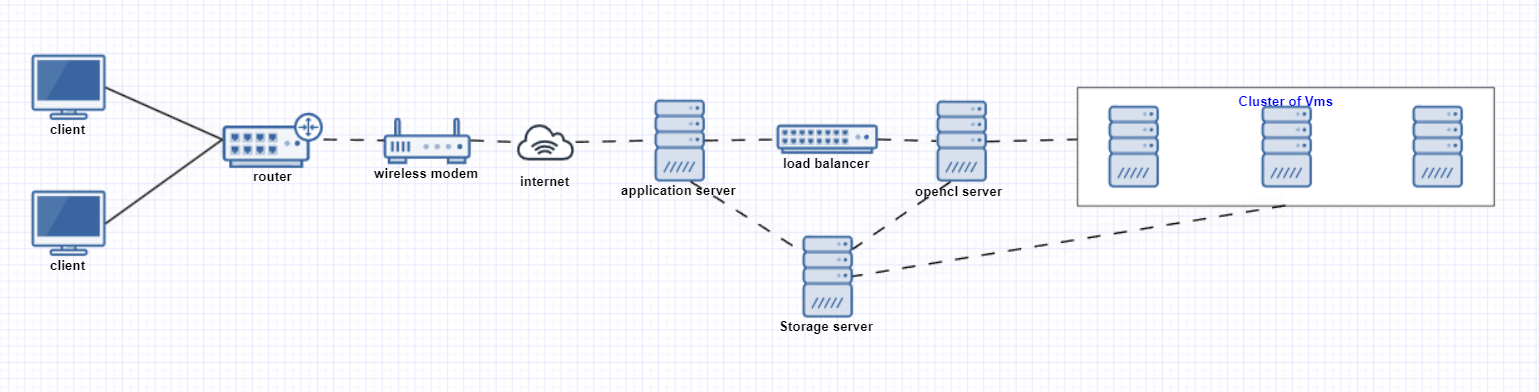 client
client
router
wireless modem
internet
application server
load balancer
opencl server
Cluster of Vms
Storage server